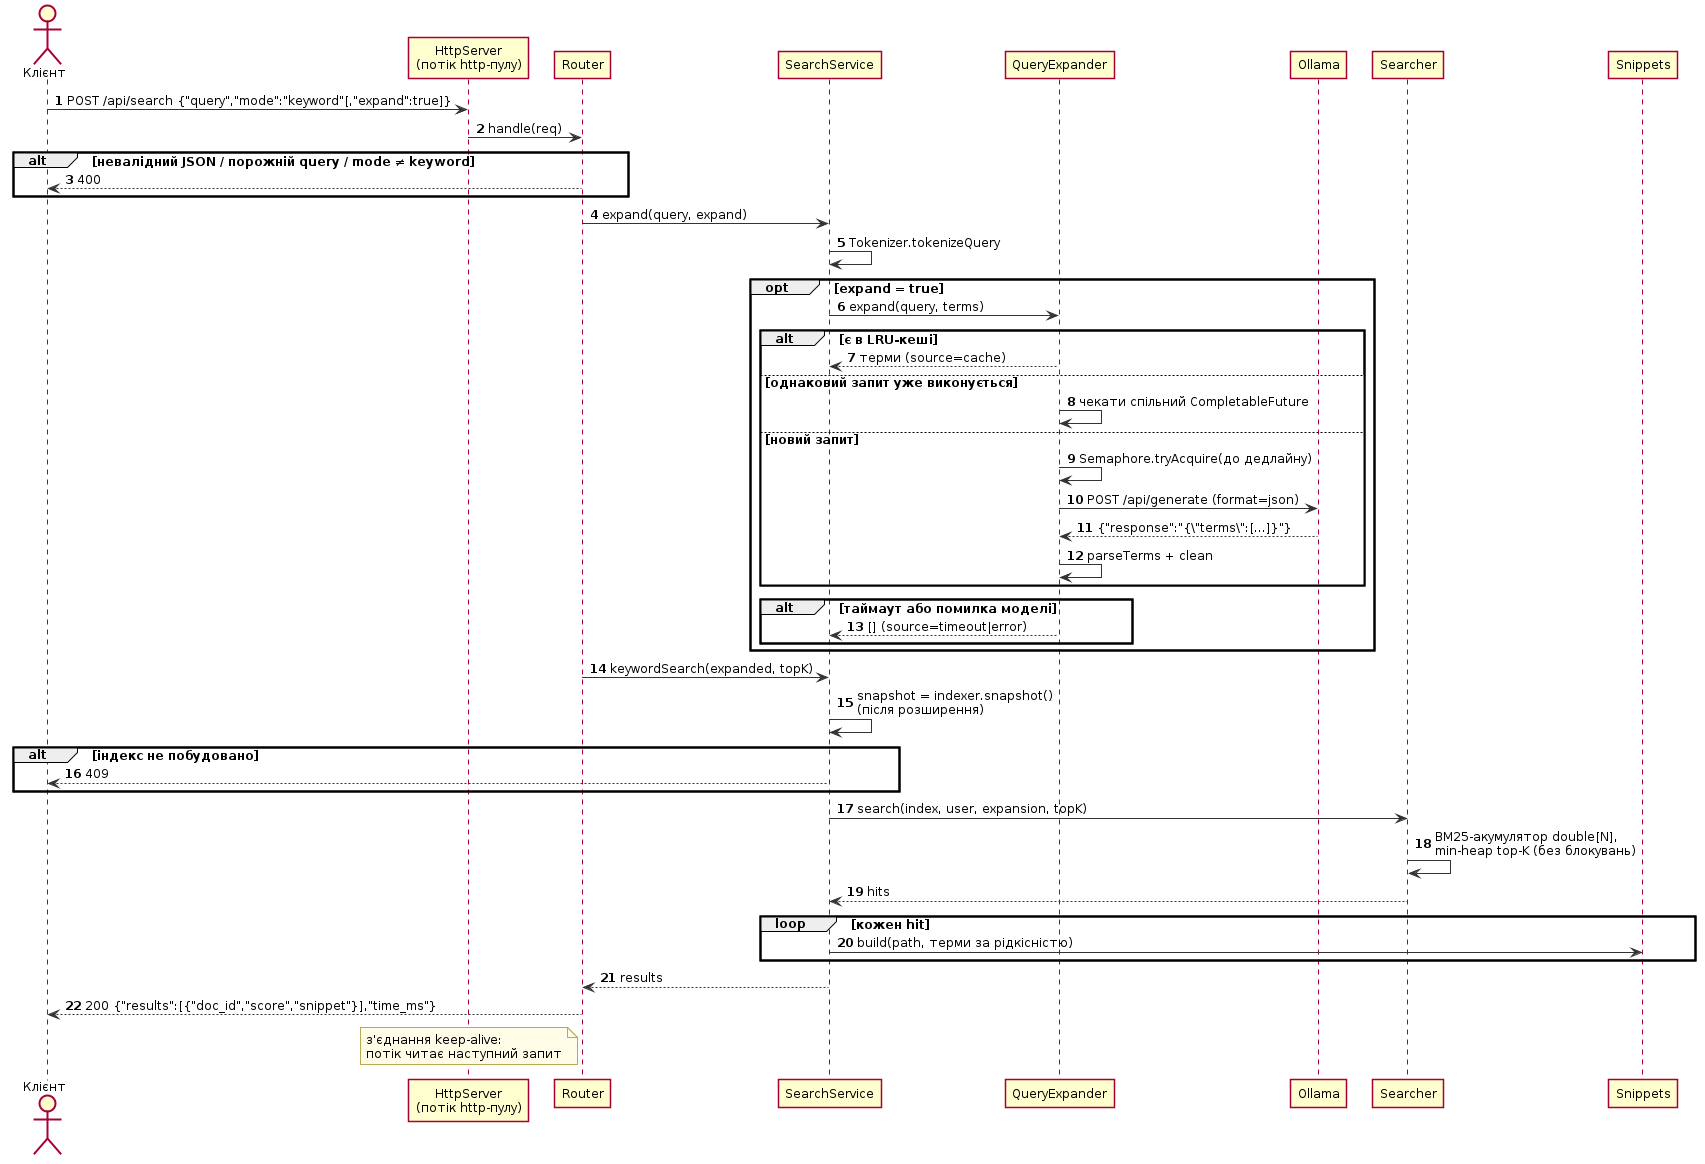 Клієнт
HttpServer
(потік http-пулу)
Router
SearchService
QueryExpander
Ollama
Searcher
Snippets
1 POST /api/search {"query","mode":"keyword"[,"expand":true]}
2 handle(req)
alt [невалідний JSON / порожній query / mode ≠ keyword]
3 400
4 expand(query, expand)
5 Tokenizer.tokenizeQuery
opt [expand = true]
6 expand(query, terms)
alt [є в LRU-кеші]
7 терми (source=cache)
[однаковий запит уже виконується]
8 чекати спільний CompletableFuture
[новий запит]
9 Semaphore.tryAcquire(до дедлайну)
10 POST /api/generate (format=json)
11 {"response":"{\"terms\":[...]}"}
12 parseTerms + clean
alt [таймаут або помилка моделі]
13 [] (source=timeout|error)
14 keywordSearch(expanded, topK)
15 snapshot = indexer.snapshot()
(після розширення)
alt [індекс не побудовано]
16 409
17 search(index, user, expansion, topK)
18 BM25-акумулятор double[N],
min-heap top-K (без блокувань)
19 hits
loop [кожен hit]
20 build(path, терми за рідкісністю)
21 results
22 200 {"results":[{"doc_id","score","snippet"}],"time_ms"}
з'єднання keep-alive:
потік читає наступний запит
Клієнт
HttpServer
(потік http-пулу)
Router
SearchService
QueryExpander
Ollama
Searcher
Snippets